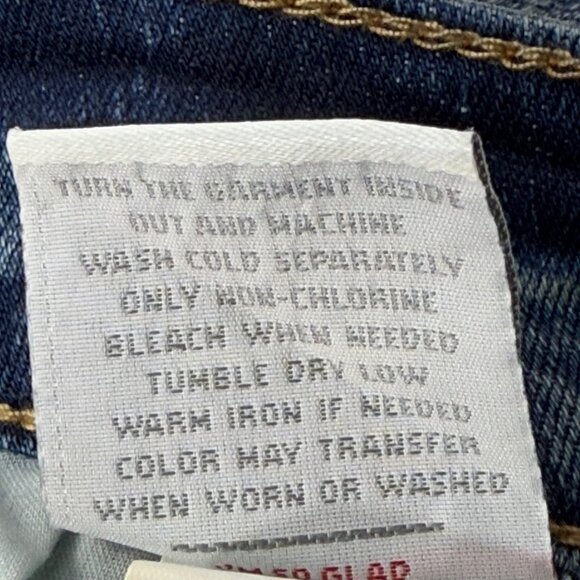 TURN THE GARMENT INSIDE
OUT AND MACHINE
WASH COLD SEPARATELY
ONLY NON-CHLORINE
BLEACH WHEN NEEDED
TUMBLE DRY LOW
WARM IRON IF NEEDED
COLOR MAY TRANSFER
WHEN WORN OR WASHED
GLAD